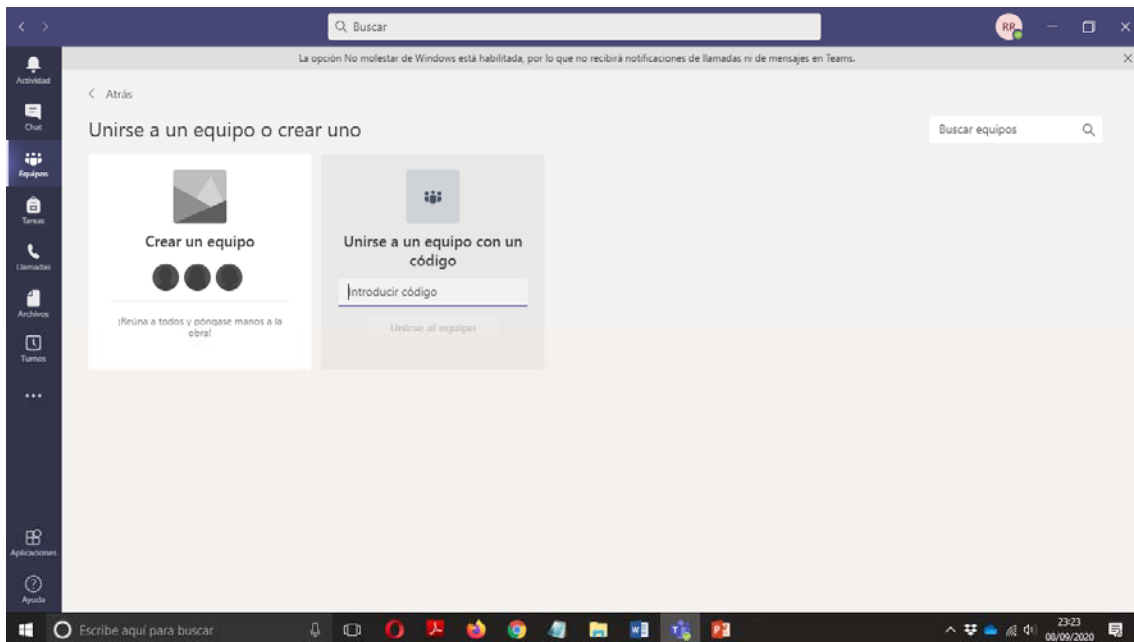 Buscar
RR
La opción No molestar de Windows está habilitada, por lo que no recibirá notificaciones de llamadas ni de mensajes en Teams.
Actividad
Chat
Equipos
Tareas
Llamadas
Archivos
Turnos
Aplicaciones
Ayuda
Atrás
Unirse a un equipo o crear uno
Buscar equipos
Crear un equipo
¡Reúna a todos y póngase manos a la
obra!
Unirse a un equipo con un
código
Introducir código
Unirse al equipo
Escribe aquí para buscar
23:23
08/09/2020